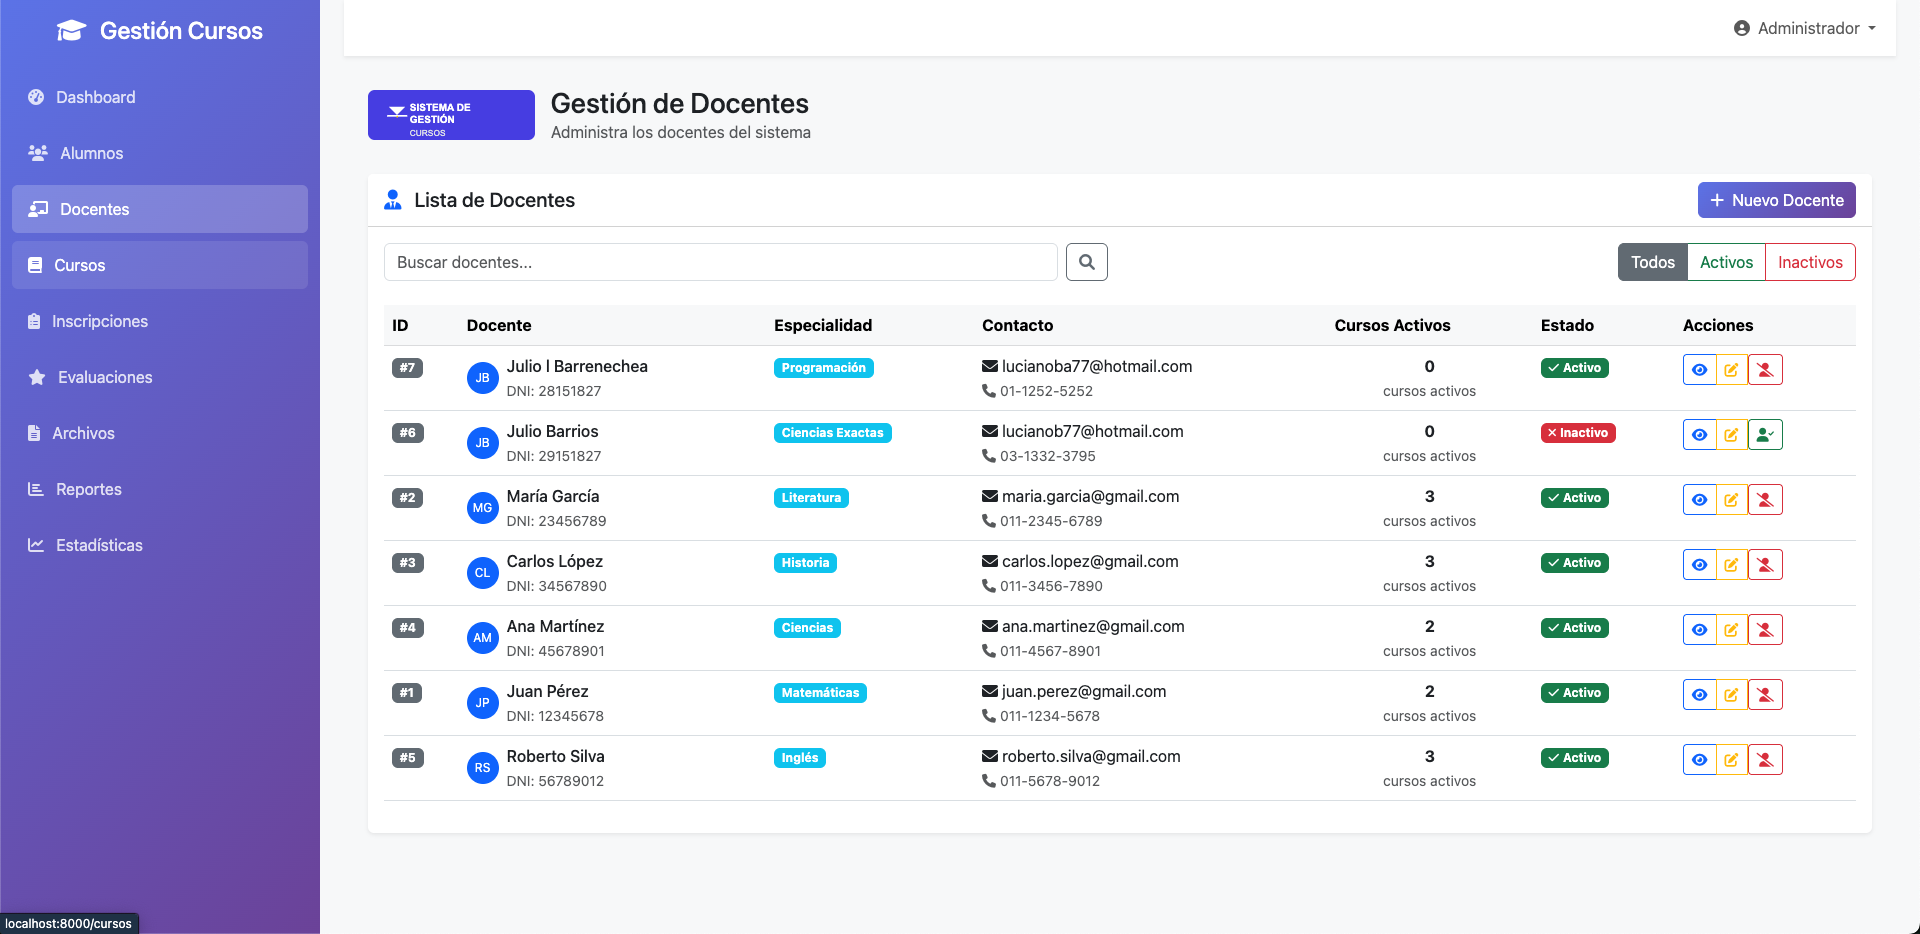 Gestión Cursos
Administrador
Dashboard
Alumnos
Docentes
Cursos
Inscripciones
Evaluaciones
Archivos
Reportes
Estadísticas
SISTEMA DE
GESTIÓN
CURSOS
Gestión de Docentes
Administra los docentes del sistema
Lista de Docentes
Nuevo Docente
Buscar docentes...
Todos Activos Inactivos
ID Docente Especialidad Contacto Cursos Activos Estado Acciones
#7 JB Julio I Barrenechea Programación lucianoba77@hotmail.com 0 Activo
DNI: 28151827 01-1252-5252 cursos activos
#6 JB Julio Barrios Ciencias Exactas lucianob77@hotmail.com 0 Inactivo
DNI: 29151827 03-1332-3795 cursos activos
#2 MG María García Literatura maria.garcia@gmail.com 3 Activo
DNI: 23456789 011-2345-6789 cursos activos
#3 CL Carlos López Historia carlos.lopez@gmail.com 3 Activo
DNI: 34567890 011-3456-7890 cursos activos
#4 AM Ana Martínez Ciencias ana.martinez@gmail.com 2 Activo
DNI: 45678901 011-4567-8901 cursos activos
#1 JP Juan Pérez Matemáticas juan.perez@gmail.com 2 Activo
DNI: 12345678 011-1234-5678 cursos activos
#5 RS Roberto Silva Inglés roberto.silva@gmail.com 3 Activo
DNI: 56789012 011-5678-9012 cursos activos
localhost:8000/cursos